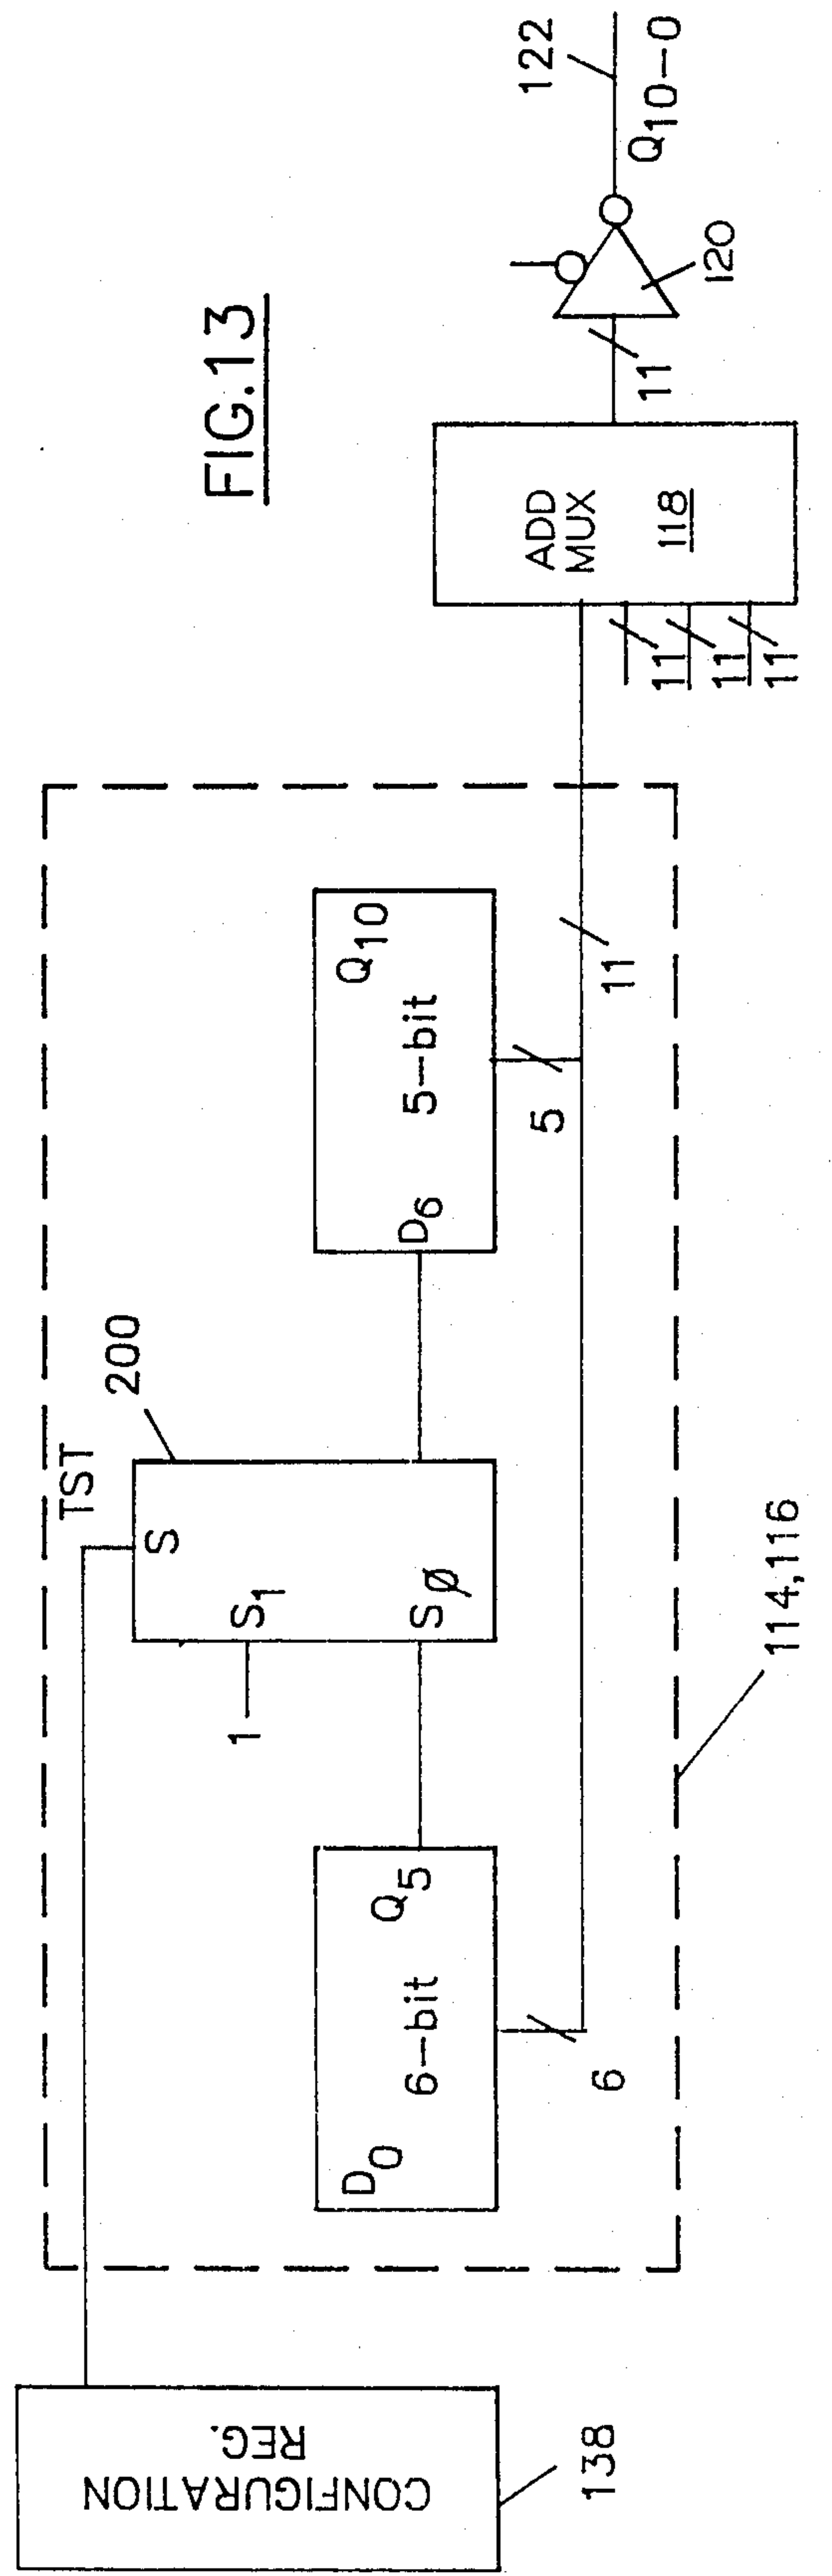 FIG.13
CONFIGURATION
REG.
138
TST
200
S
S1
SØ
1
D0
6-bit
Q5
6
D6
5-bit
Q10
5
11
114,116
11
11
11
ADD
MUX
118
11
120
122
Q10-0